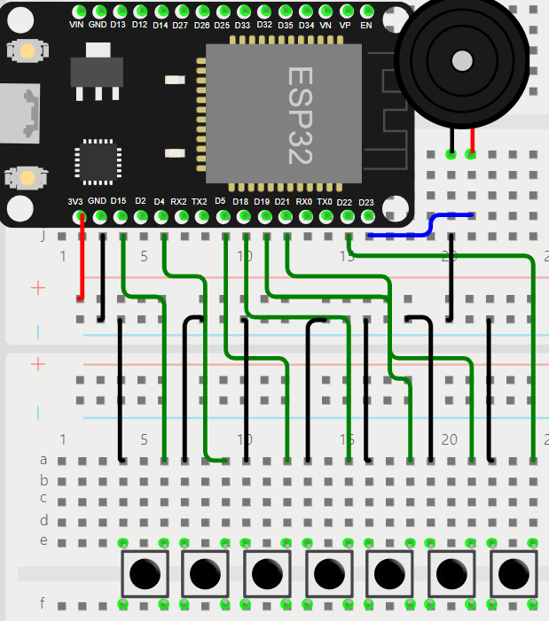 VIN GND D13 D12 D14 D27 D26 D25 D33 D32 D35 D34 VN VP EN
ESP32
3V3 GND D15 D2 D4 RX2 TX2 D5 D18 D19 D21 RX0 TX0 D22 D23
J
1 5 15 20 2
+
+
1 5 10 15 20 2
a
b
c
d
e
f